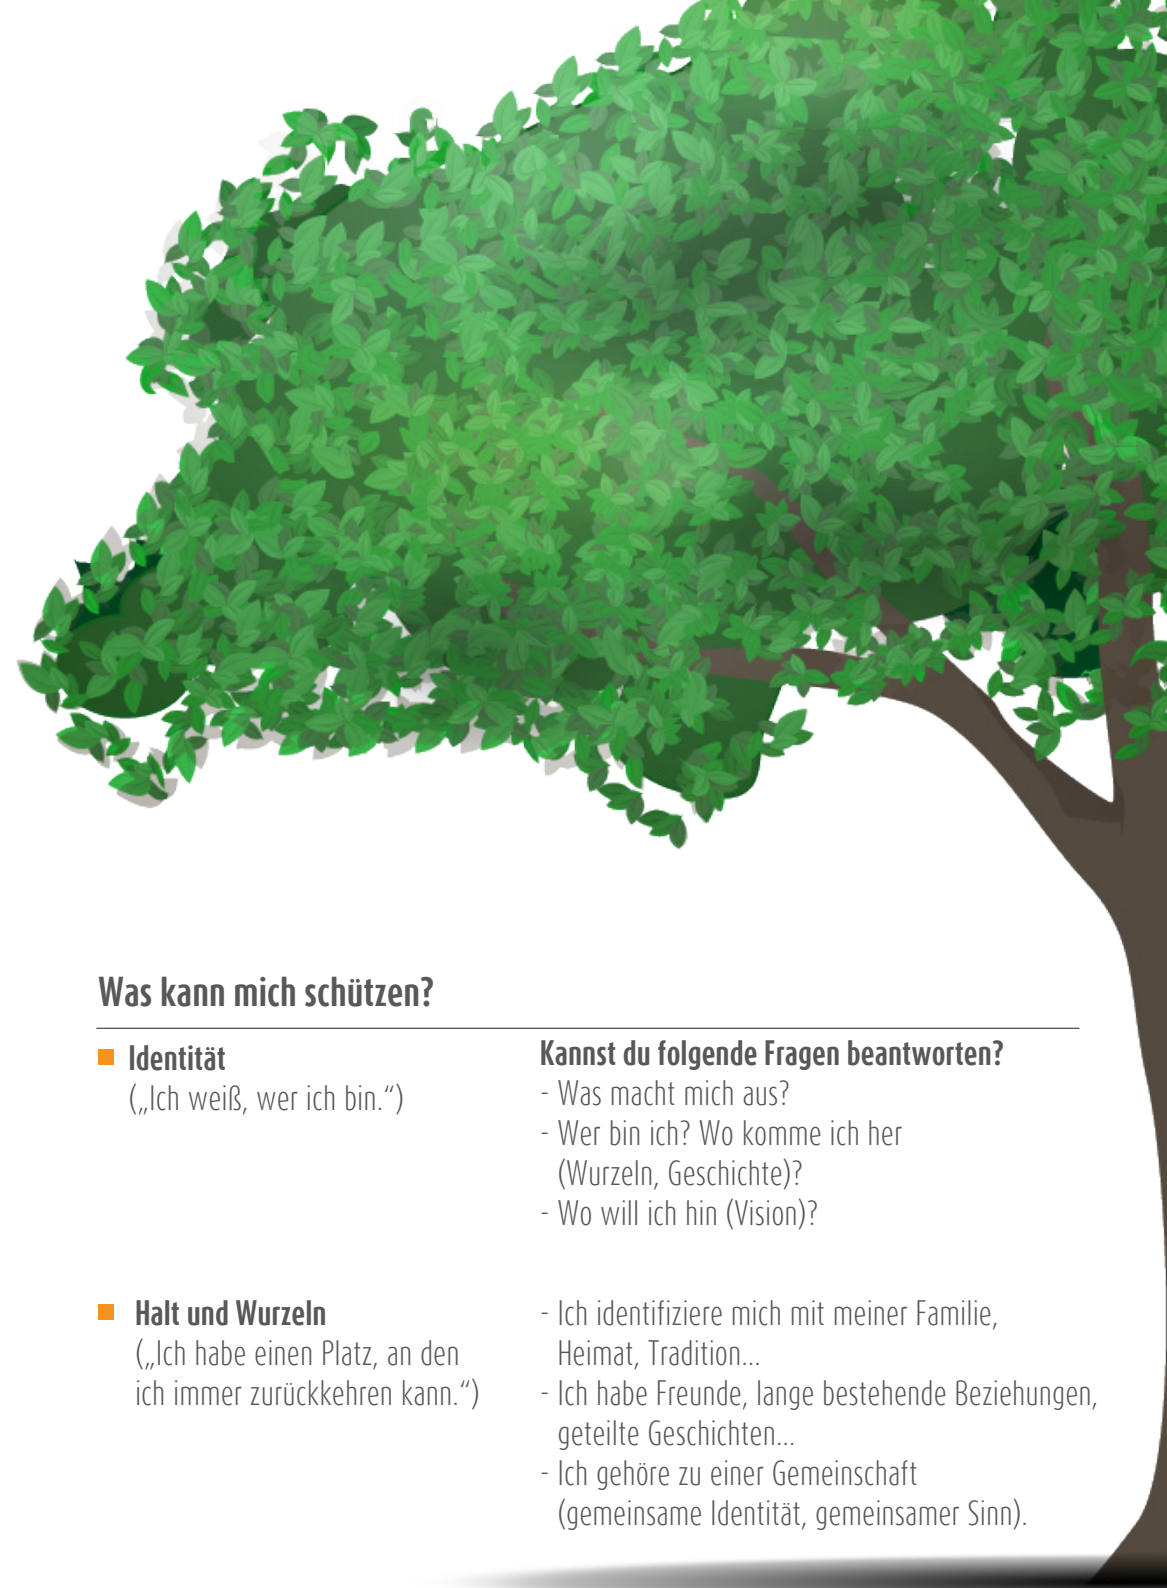 Was kann mich schützen?
Identität
(„Ich weiß, wer ich bin.“)
Kannst du folgende Fragen beantworten?
- Was macht mich aus?
- Wer bin ich? Wo komme ich her
(Wurzeln, Geschichte)?
- Wo will ich hin (Vision)?
Halt und Wurzeln
(„Ich habe einen Platz, an den
ich immer zurückkehren kann.“)
- Ich identifiziere mich mit meiner Familie,
Heimat, Tradition...
- Ich habe Freunde, lange bestehende Beziehungen,
geteilte Geschichten...
- Ich gehöre zu einer Gemeinschaft
(gemeinsame Identität, gemeinsamer Sinn).